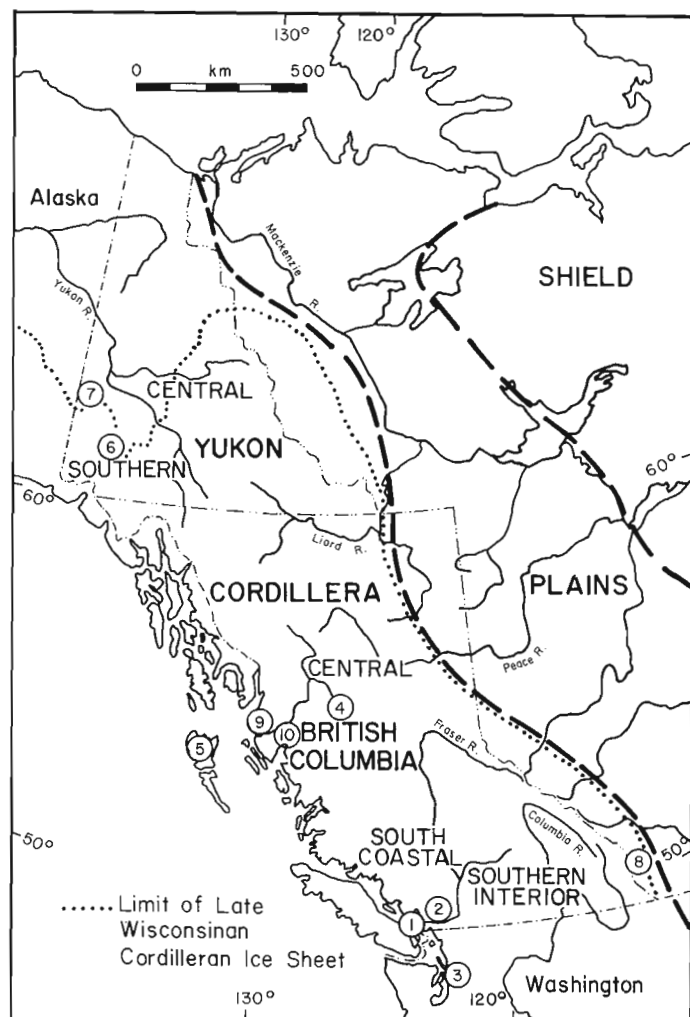 130° 120°
0 km 500
Alaska
Mackenzie R.
SHIELD
Yukon R.
7
CENTRAL
YUKON
6
SOUTHERN
60°
60°
Liard R.
CORDILLERA
PLAINS
CENTRAL
Peace R.
4
9
10
BRITISH
COLUMBIA
5
Fraser R.
Columbia R.
50°
50°
SOUTH
COASTAL
SOUTHERN
INTERIOR
8
2
1
3
......Limit of Late
Wisconsinan
Cordilleran Ice Sheet
Washington
130° 120°